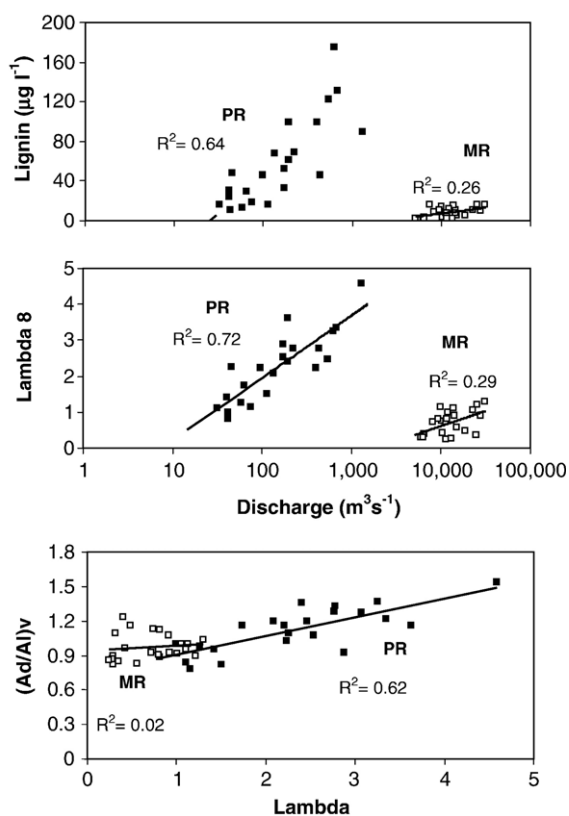 Lignin (µg l⁻¹)
200
160
120
80
40
0
PR
R²= 0.64
MR
R²= 0.26
Lambda 8
5
4
3
2
1
0
PR
R²= 0.72
MR
R²= 0.29
1 10 100 1,000 10,000 100,000
Discharge (m³s⁻¹)
(Ad/Al)v
1.8
1.5
1.2
0.9
0.6
0.3
0
MR
R²= 0.02
PR
R²= 0.62
0 1 2 3 4 5
Lambda